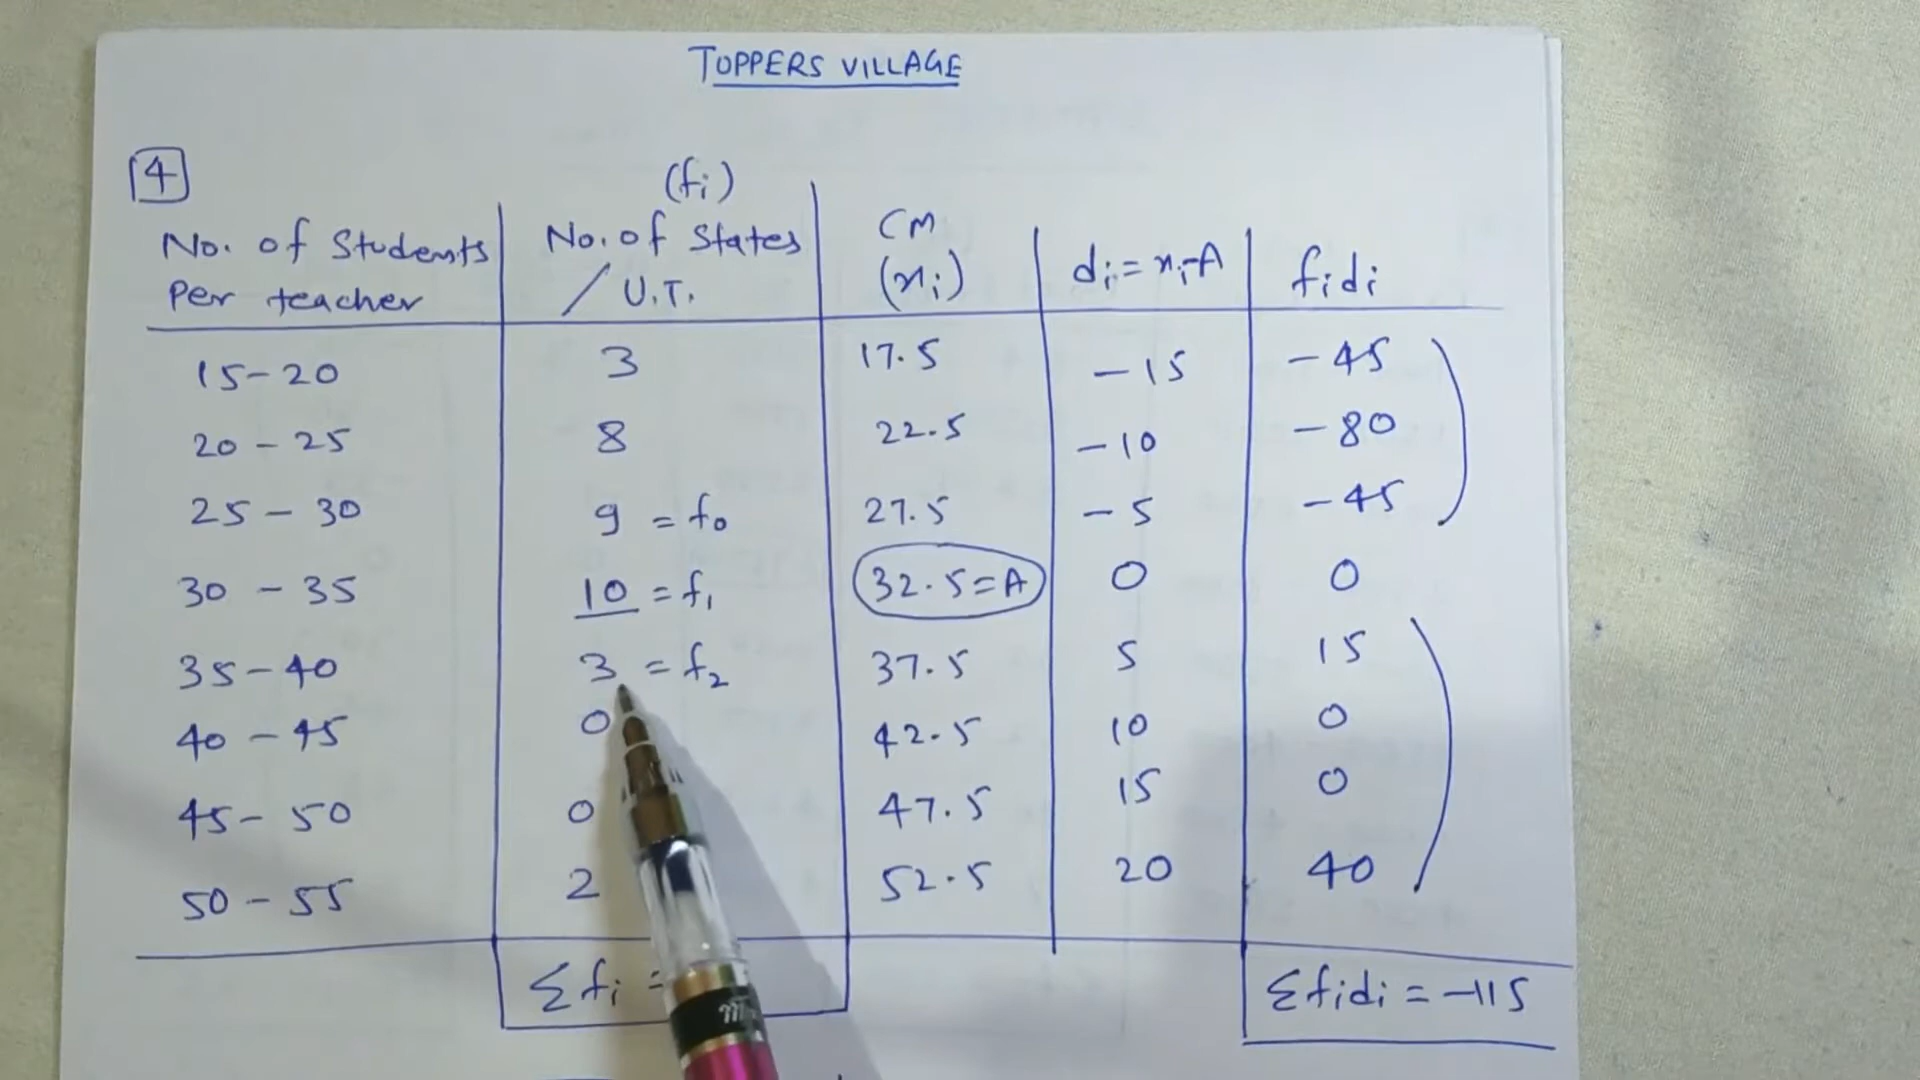 TOPPERS VILLAGE
4
(fi)
No. of Students No. of States CM
Per teacher / U.T. (xi) di = xi-A fidi
15-20 3 17.5 -15 -45
20-25 8 22.5 -10 -80
25-30 9 = f0 27.5 -5 -45
30-35 10 = f1 32.5=A 0 0
35-40 3 = f2 37.5 5 15
40-45 0 42.5 10 0
45-50 0 47.5 15 0
50-55 2 52.5 20 40
Σfi = Σfidi = -115